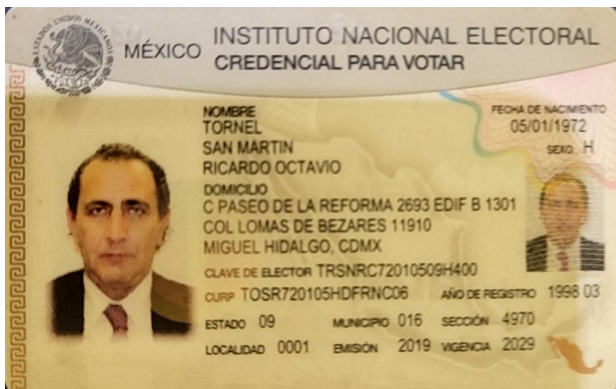 MÉXICO INSTITUTO NACIONAL ELECTORAL
CREDENCIAL PARA VOTAR
NOMBRE
TORNEL
SAN MARTIN
RICARDO OCTAVIO
FECHA DE NACIMIENTO
05/01/1972
SEXO H
DOMICILIO
C PASEO DE LA REFORMA 2693 EDIF B 1301
COL LOMAS DE BEZARES 11910
MIGUEL HIDALGO, CDMX
CLAVE DE ELECTOR TRSNRC72010509H400
CURP TOSR720105HDFRNC06 AÑO DE REGISTRO 1998 03
ESTADO 09 MUNICIPIO 016 SECCIÓN 4970
LOCALIDAD 0001 EMISIÓN 2019 VIGENCIA 2029